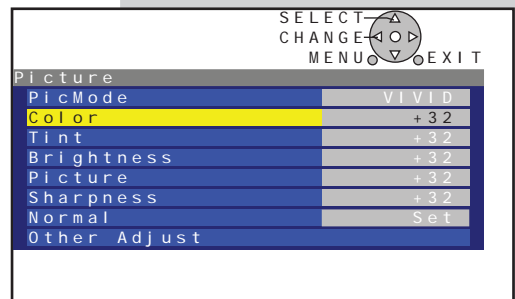 SELECT
CHANGE
MENU EXIT
Picture
PicMode VIVID
Color +32
Tint +32
Brightness +32
Picture +32
Sharpness +32
Normal Set
Other Adjust